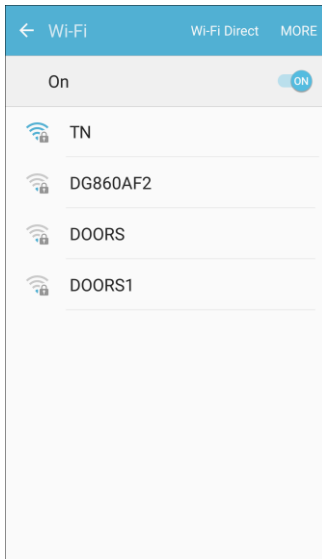 Wi-Fi Wi-Fi Direct MORE
On ON
TN
DG860AF2
DOORS
DOORS1